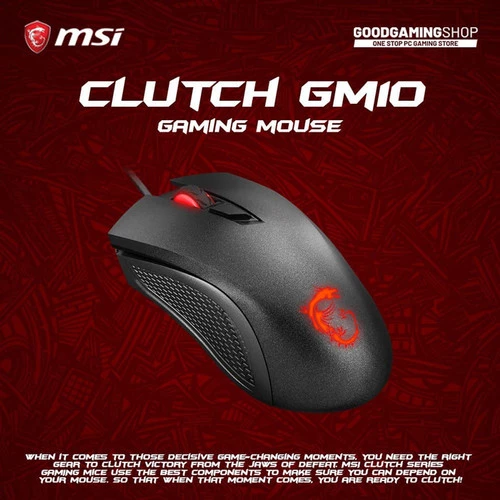 msi
GOODGAMINGSHOP
ONE STOP PC GAMING STORE
CLUTCH GM10
GAMING MOUSE
WHEN IT COMES TO THOSE DECISIVE GAME-CHANGING MOMENTS, YOU NEED THE RIGHT
GEAR TO CLUTCH VICTORY FROM THE JAWS OF DEFEAT. MSI CLUTCH SERIES
GAMING MICE USE THE BEST COMPONENTS TO MAKE SURE YOU CAN DEPEND ON
YOUR MOUSE. SO THAT WHEN THAT MOMENT COMES, YOU ARE READY TO CLUTCH!